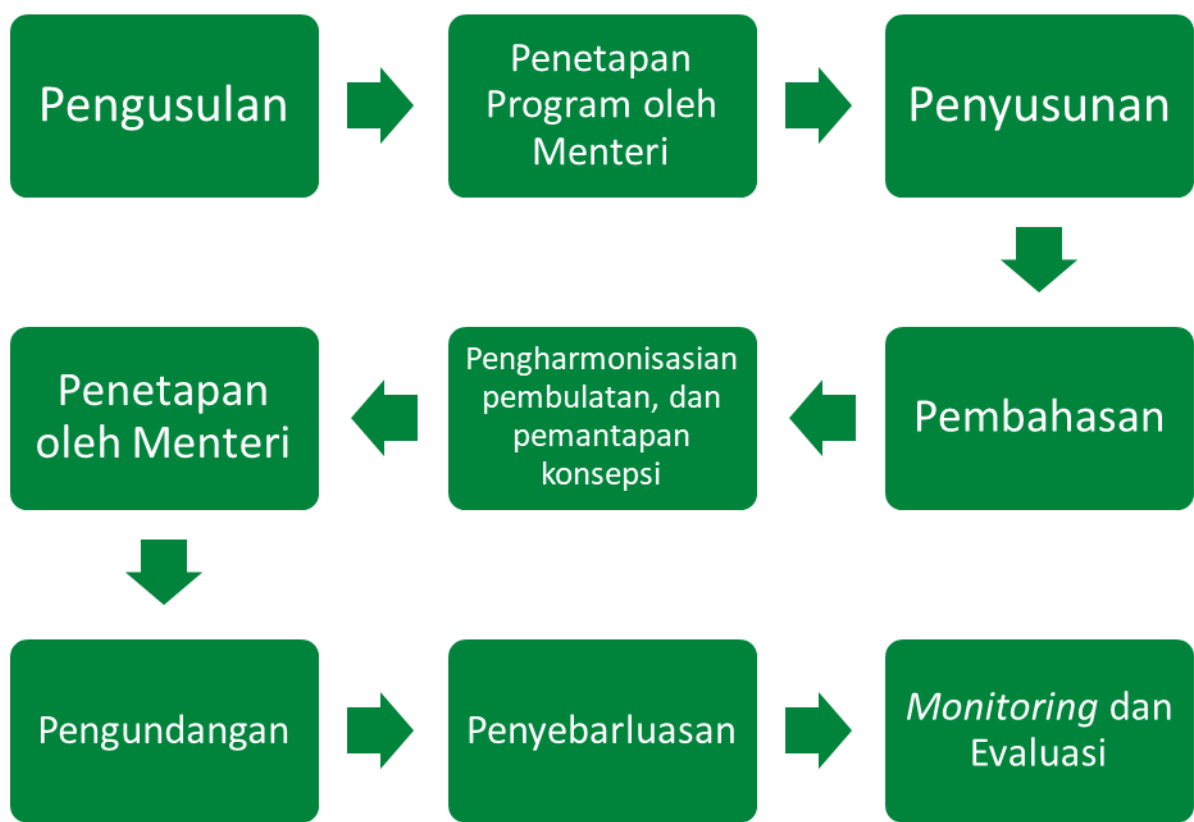 Pengusulan
Penetapan
Program oleh
Menteri
Penyusunan
Pembahasan
Pengharmonisasian
pembulatan, dan
pemantapan
konsepsi
Penetapan
oleh Menteri
Pengundangan
Penyebarluasan
Monitoring dan
Evaluasi